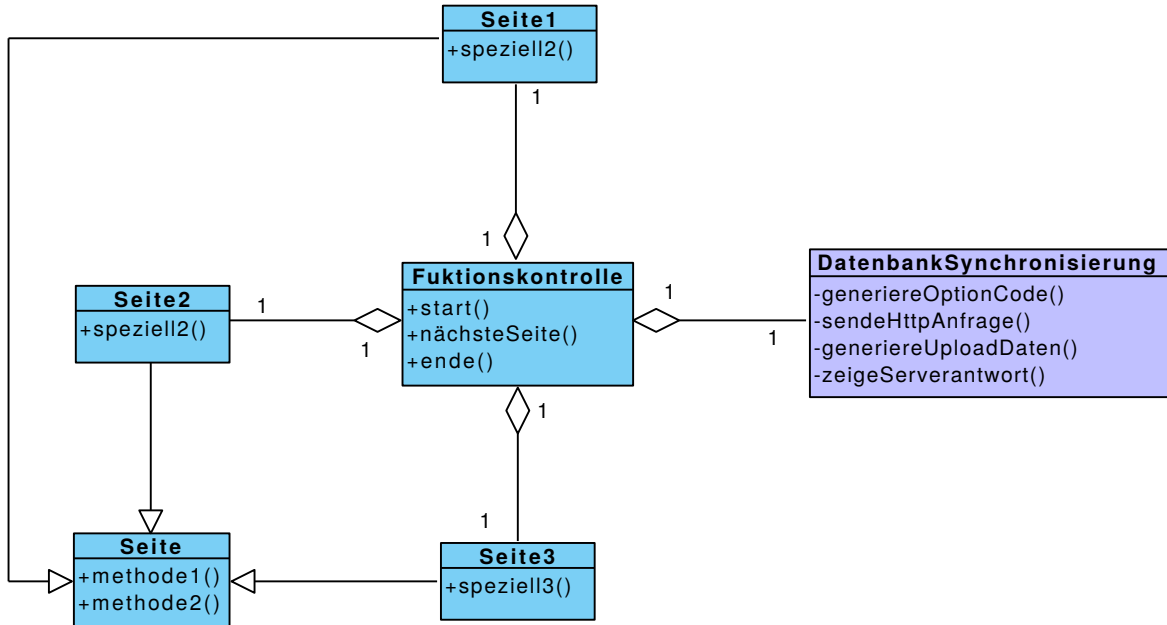 Seite1
+speziell2()
1
1
Fuktionskontrolle
+start()
+nächsteSeite()
+ende()
1
1
DatenbankSynchronisierung
-generiereOptionCode()
-sendeHttpAnfrage()
-generiereUploadDaten()
-zeigeServerantwort()
Seite2
+speziell2()
1
1
1
1
Seite
+methode1()
+methode2()
Seite3
+speziell3()